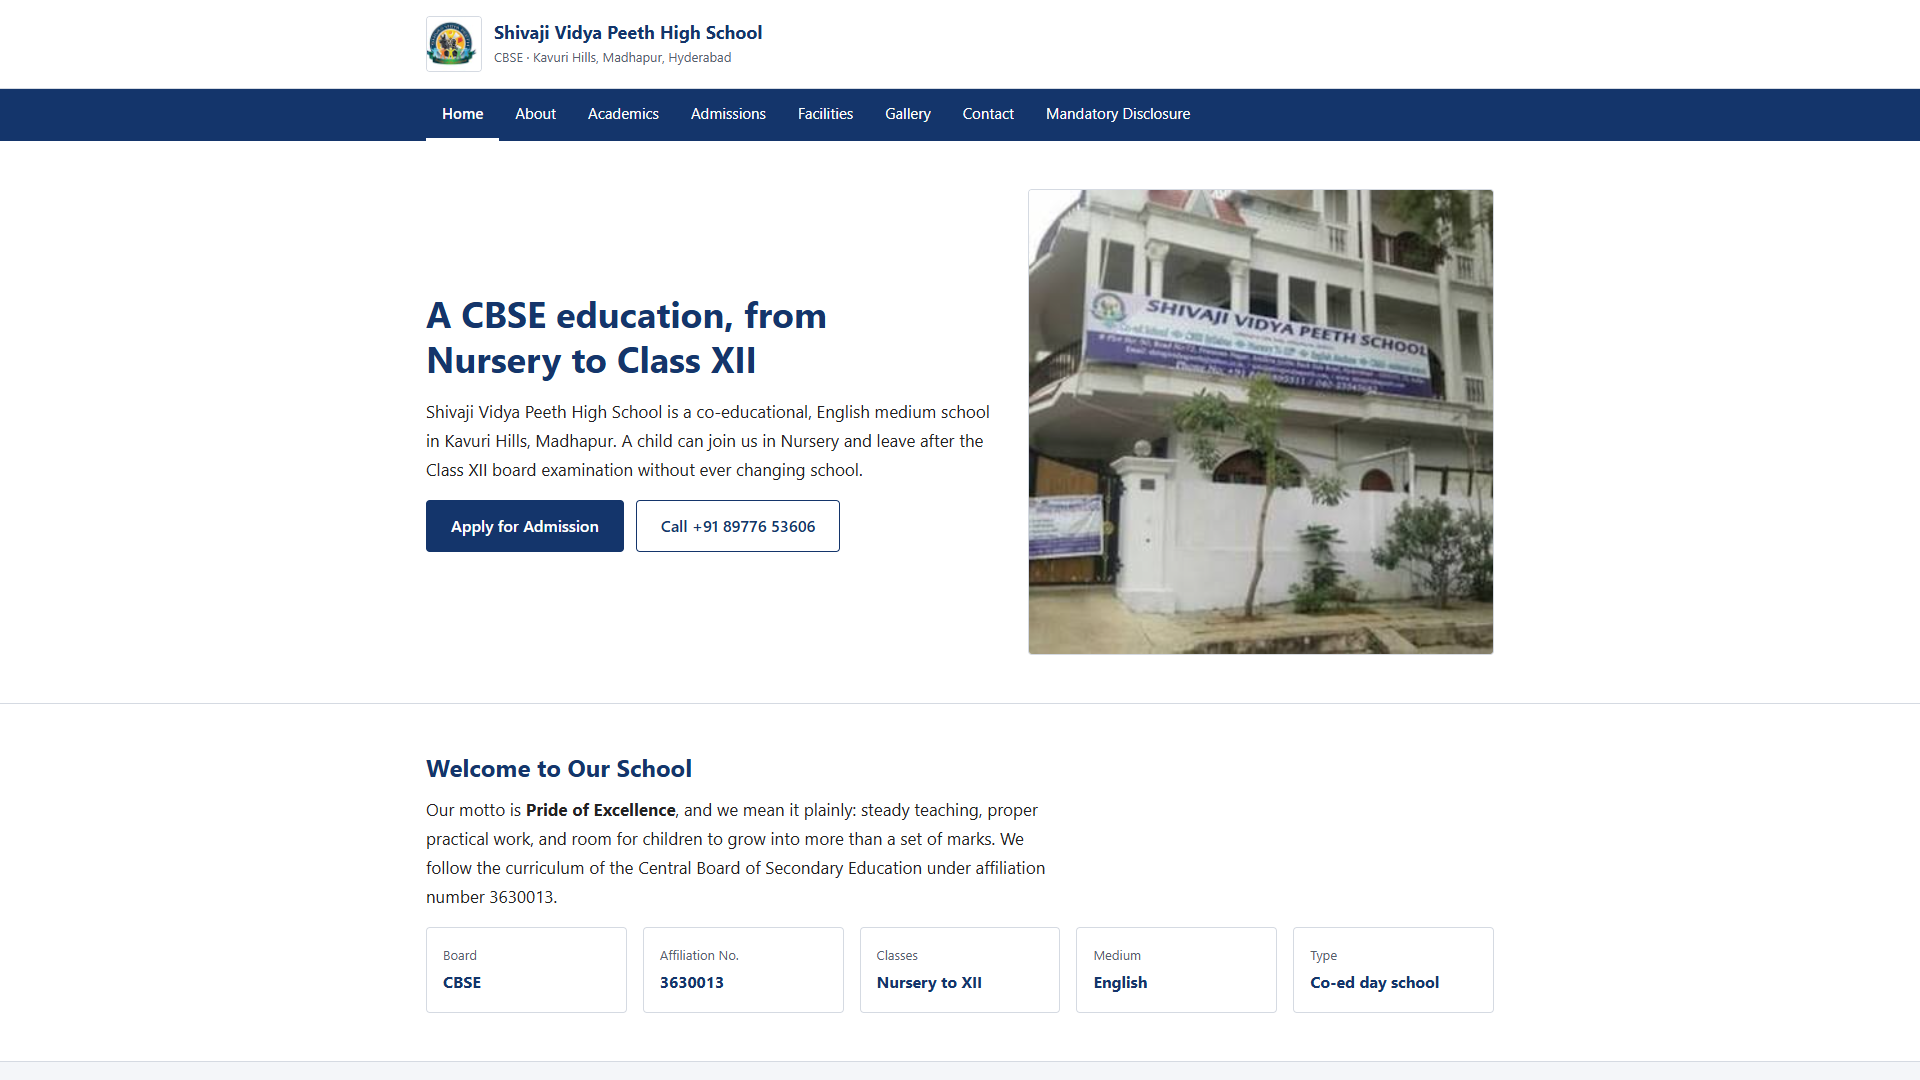 Shivaji Vidya Peeth High School
CBSE · Kavuri Hills, Madhapur, Hyderabad
Home About Academics Admissions Facilities Gallery Contact Mandatory Disclosure
A CBSE education, from
Nursery to Class XII
Shivaji Vidya Peeth High School is a co-educational, English medium school
in Kavuri Hills, Madhapur. A child can join us in Nursery and leave after the
Class XII board examination without ever changing school.
Apply for Admission Call +91 89776 53606
SHIVAJI VIDYA PEETH SCHOOL
Co-ed School
Welcome to Our School
Our motto is Pride of Excellence, and we mean it plainly: steady teaching, proper
practical work, and room for children to grow into more than a set of marks. We
follow the curriculum of the Central Board of Secondary Education under affiliation
number 3630013.
Board
CBSE
Affiliation No.
3630013
Classes
Nursery to XII
Medium
English
Type
Co-ed day school